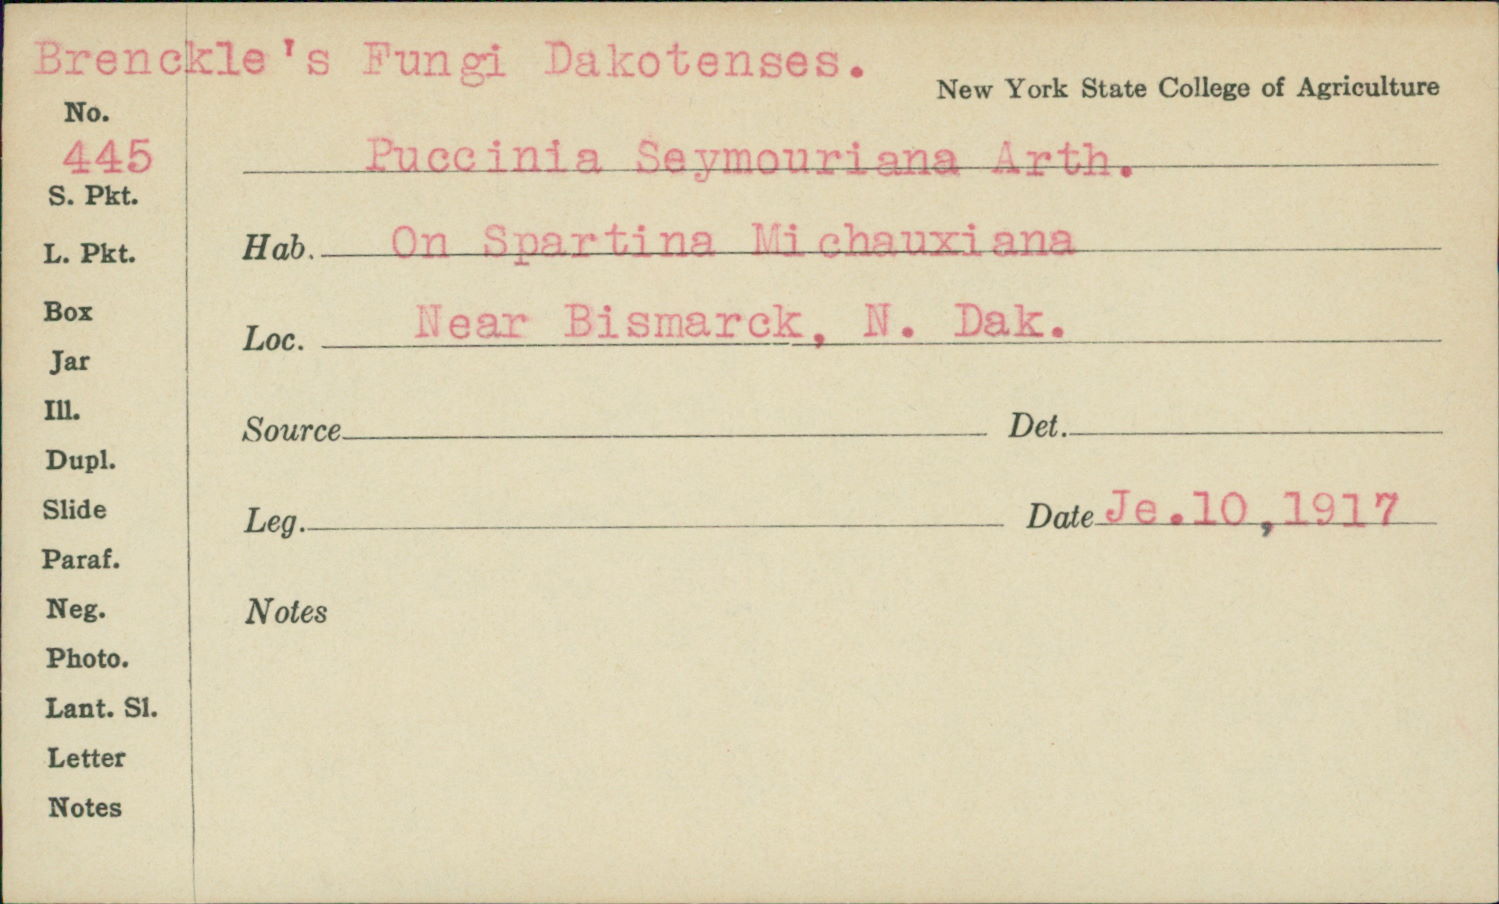 Brenckle's Fungi Dakotenses.
New York State College of Agriculture
No.
445
Puccinia Seymouriana Arth.
S. Pkt.
L. Pkt.
Hab. On Spartina Michauxiana
Box
Loc. Near Bismarck, N. Dak.
Jar
Ill.
Source Det.
Dupl.
Slide
Leg. Date Je.10,1917
Paraf.
Neg.
Notes
Photo.
Lant. Sl.
Letter
Notes